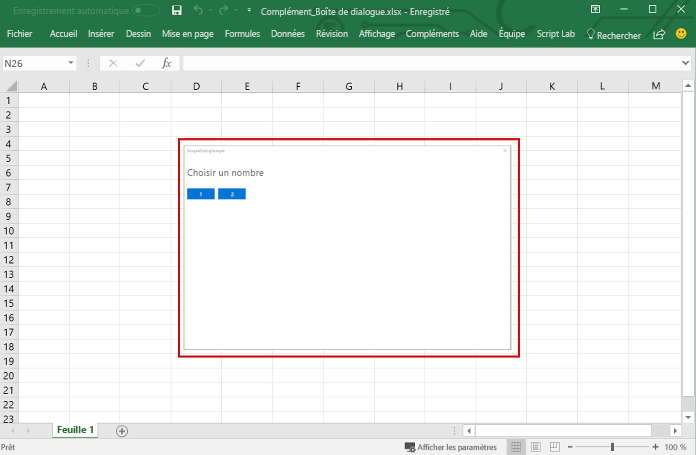 Enregistrement automatique
Complément_Boîte de dialogue.xlsx - Enregistré
Fichier Accueil Insérer Dessin Mise en page Formules Données Révision Affichage Compléments Aide Équipe Script Lab Rechercher
N26 fx
A B C D E F G H I J K L M
1
2
3
4
SimpleDialogSample
5
6
Choisir un nombre
7
1 2
8
9
10
11
12
13
14
15
16
17
18
19
20
21
22
23
Feuille 1
Prêt Afficher les paramètres 100 %